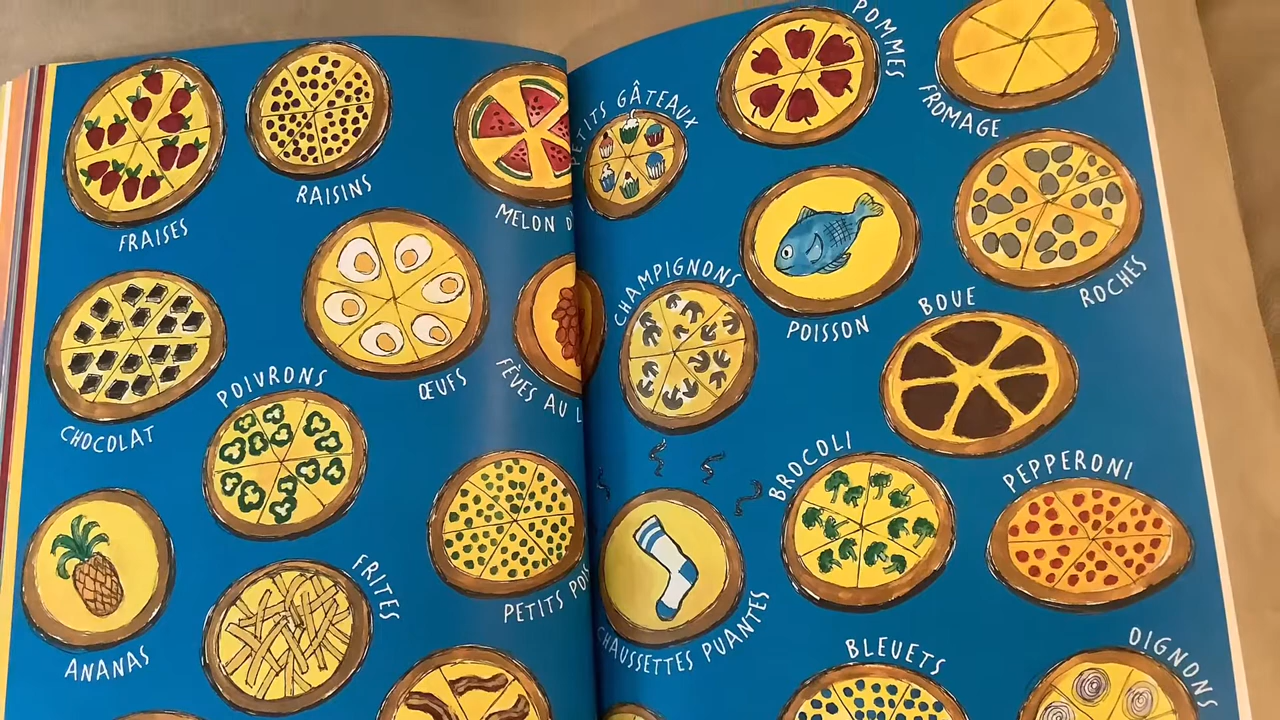 FRAISES
RAISINS
MELON D
CHOCOLAT
ŒUFS
FÈVES AU L
POIVRONS
ANANAS
FRITES
PETITS POI
PETITS GÂTEAUX
POMMES
FROMAGE
CHAMPIGNONS
POISSON
ROCHES
BOUE
BROCOLI
PEPPERONI
CHAUSSETTES PUANTES
BLEUETS
OIGNONS